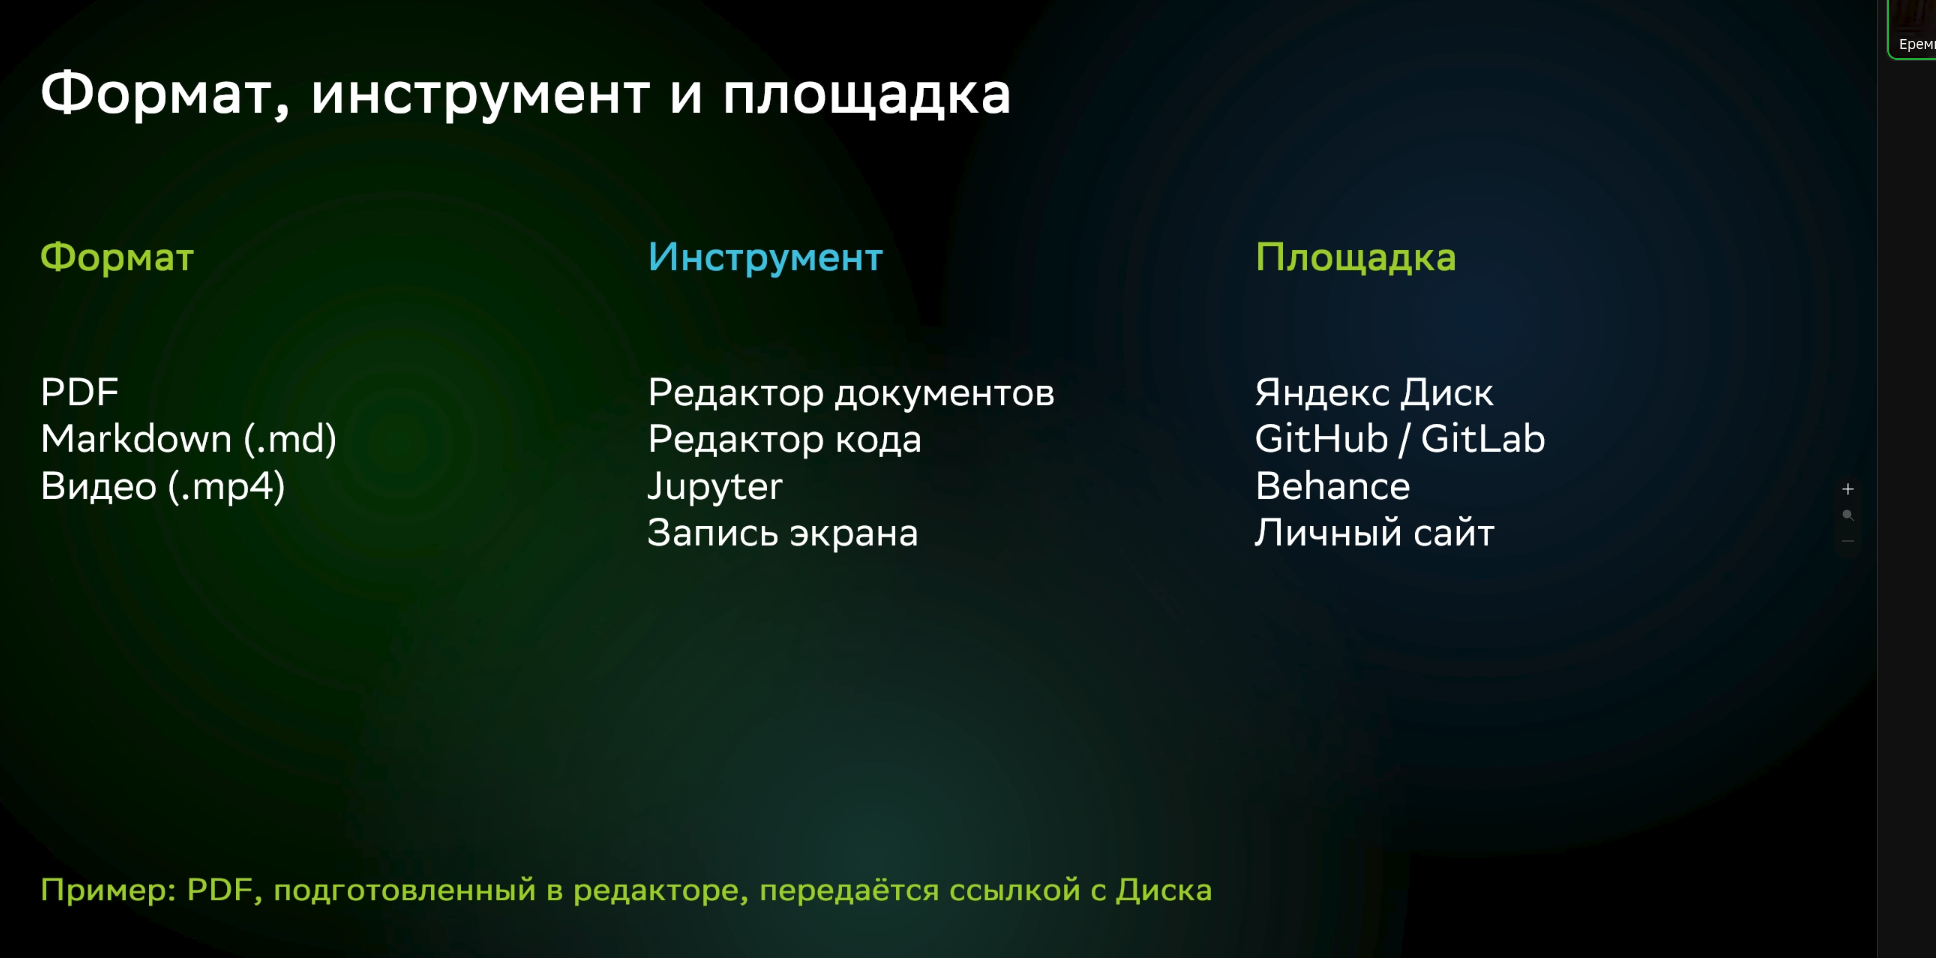 Формат, инструмент и площадка
Формат
PDF
Markdown (.md)
Видео (.mp4)
Инструмент
Редактор документов
Редактор кода
Jupyter
Запись экрана
Площадка
Яндекс Диск
GitHub / GitLab
Behance
Личный сайт
Пример: PDF, подготовленный в редакторе, передаётся ссылкой с Диска